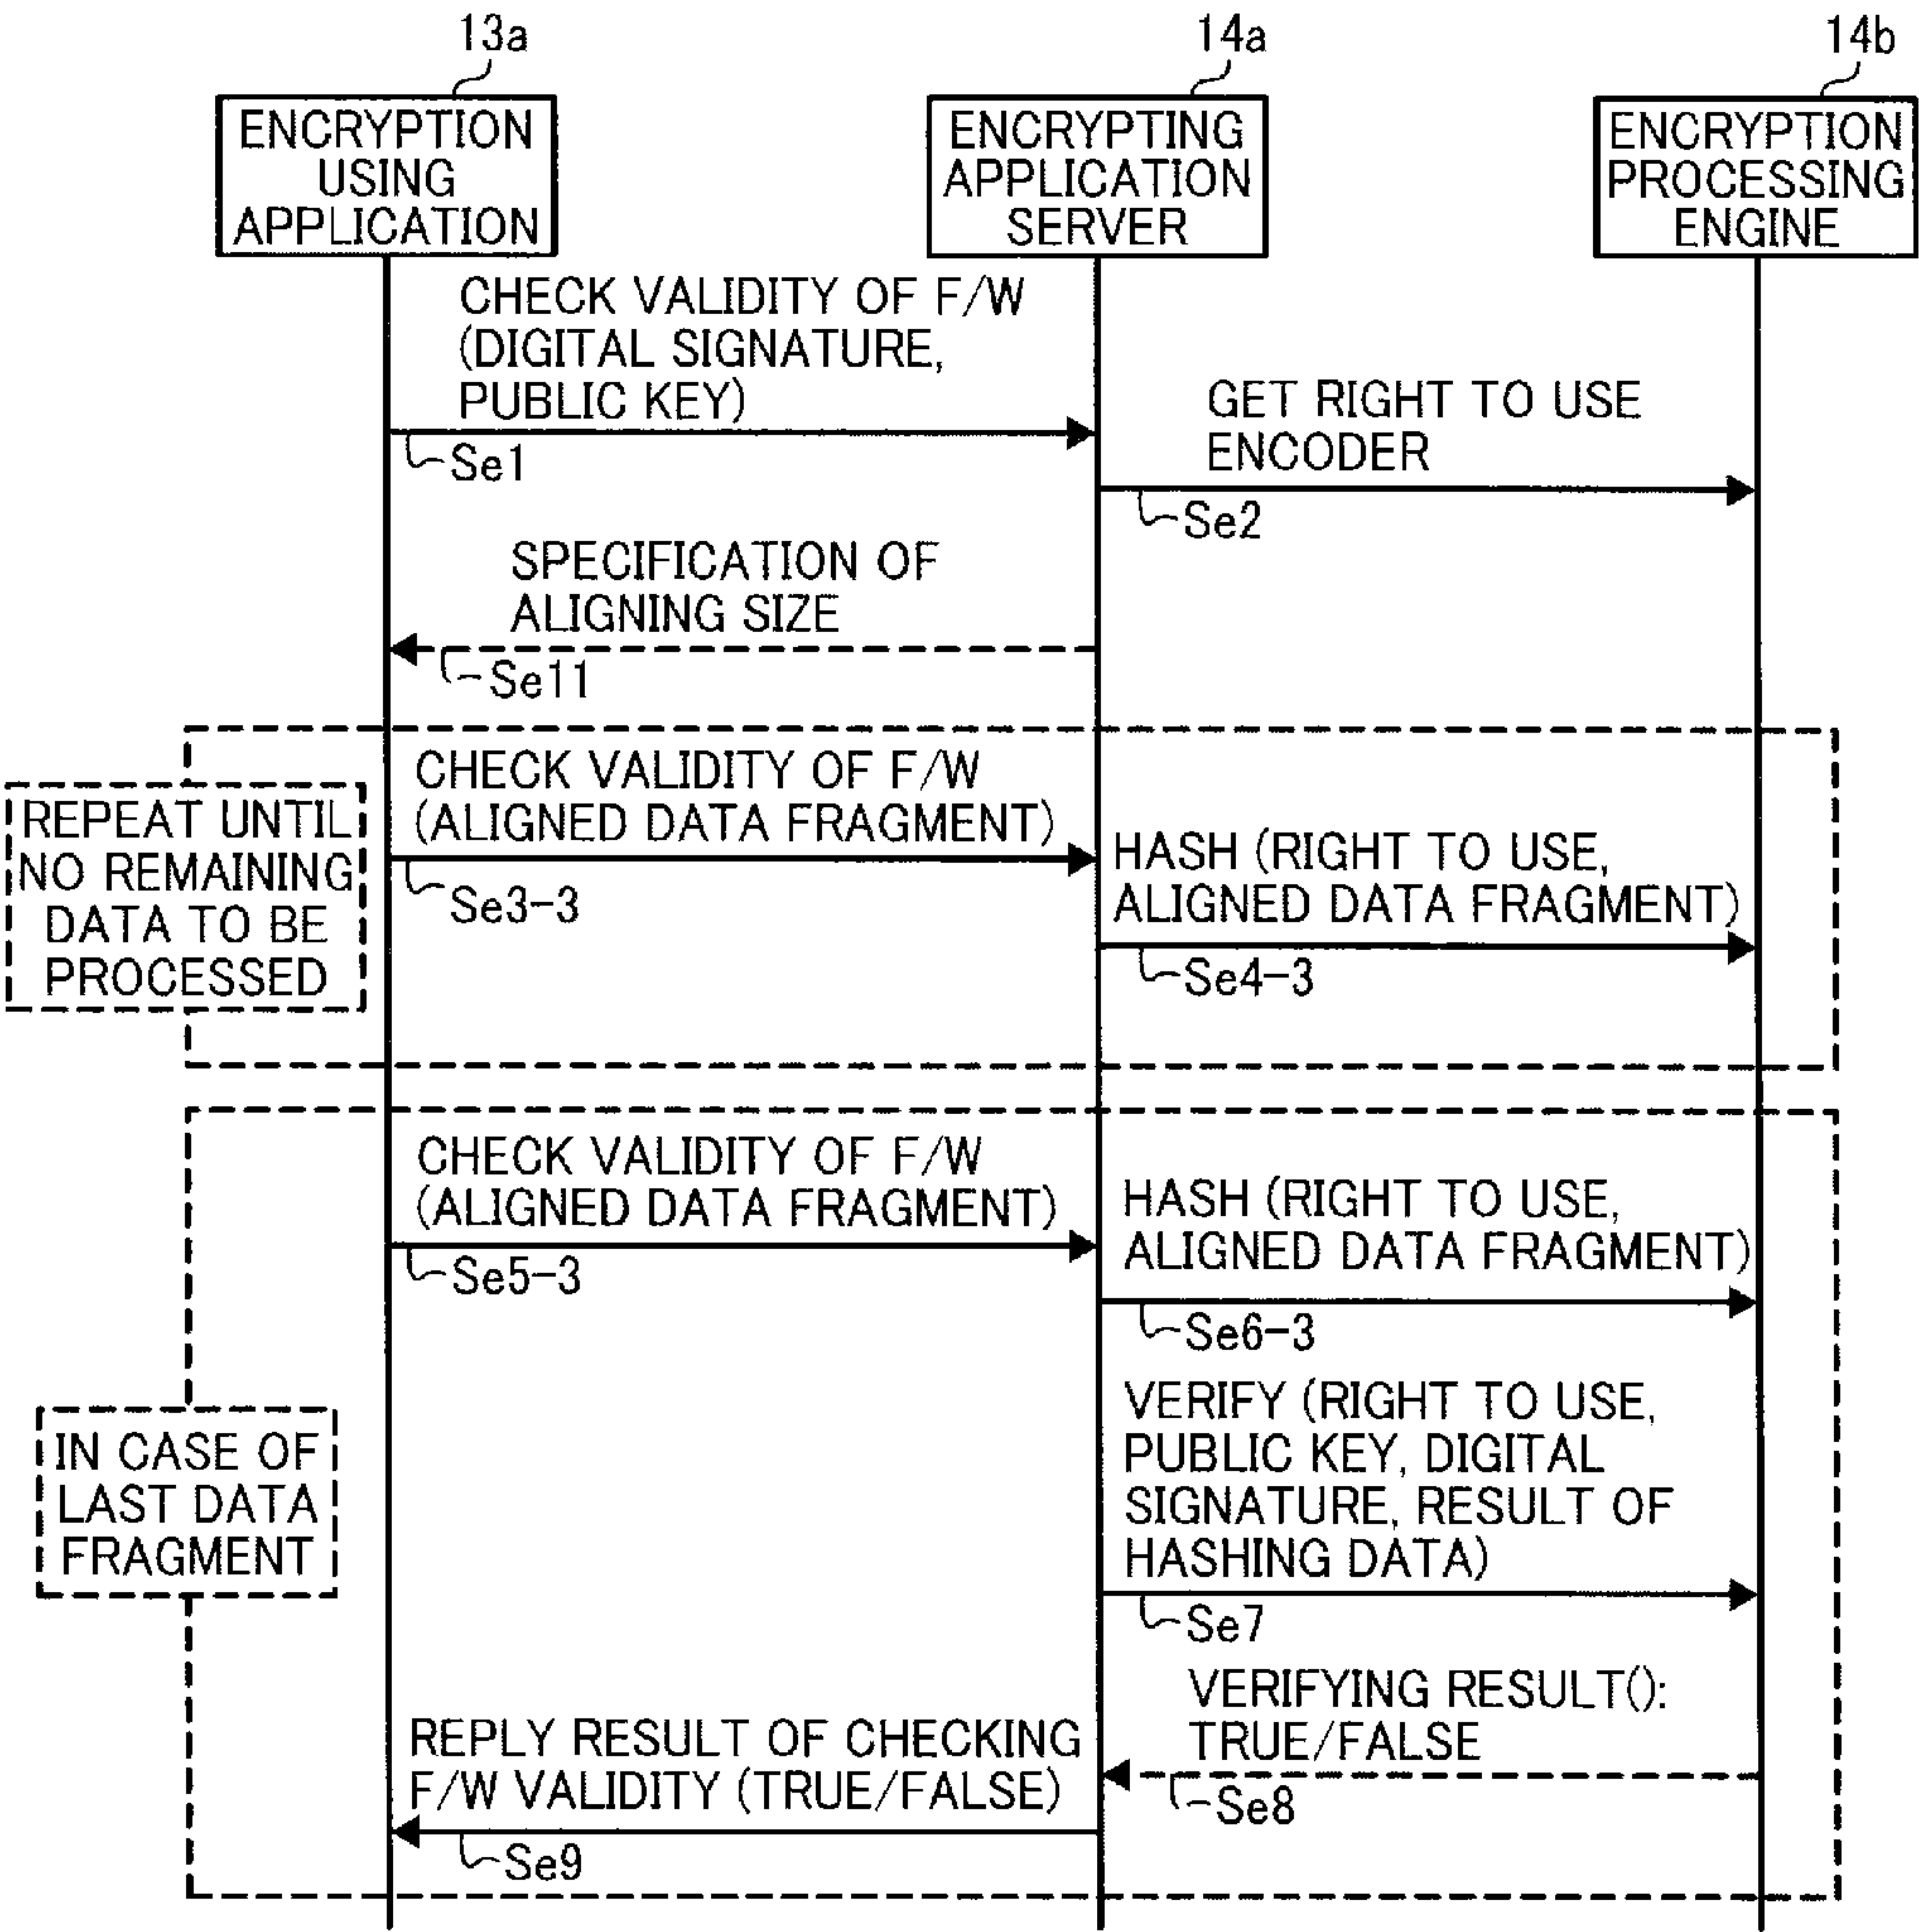 13a
14a
14b
ENCRYPTION
USING
APPLICATION
ENCRYPTING
APPLICATION
SERVER
ENCRYPTION
PROCESSING
ENGINE
CHECK VALIDITY OF F/W
(DIGITAL SIGNATURE,
PUBLIC KEY)
Se1
GET RIGHT TO USE
ENCODER
Se2
SPECIFICATION OF
ALIGNING SIZE
Se11
REPEAT UNTIL
NO REMAINING
DATA TO BE
PROCESSED
CHECK VALIDITY OF F/W
(ALIGNED DATA FRAGMENT)
Se3-3
HASH (RIGHT TO USE,
ALIGNED DATA FRAGMENT)
Se4-3
CHECK VALIDITY OF F/W
(ALIGNED DATA FRAGMENT)
Se5-3
HASH (RIGHT TO USE,
ALIGNED DATA FRAGMENT)
Se6-3
IN CASE OF
LAST DATA
FRAGMENT
VERIFY (RIGHT TO USE,
PUBLIC KEY, DIGITAL
SIGNATURE, RESULT OF
HASHING DATA)
Se7
VERIFYING RESULT():
TRUE/FALSE
Se8
REPLY RESULT OF CHECKING
F/W VALIDITY (TRUE/FALSE)
Se9